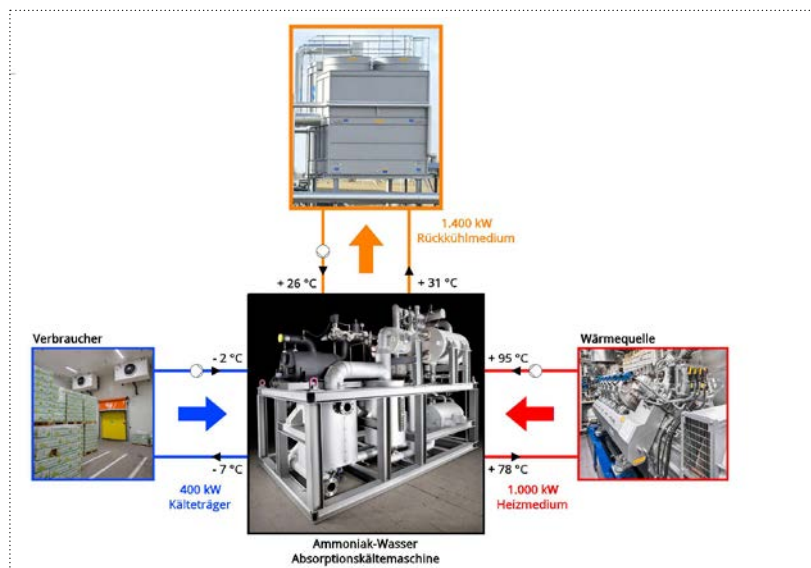 1.400 kW
Rückkühlmedium
+ 26 °C
+ 31 °C
Verbraucher
- 2 °C
+ 95 °C
Wärmequelle
- 7 °C
+ 78 °C
400 kW
Kälteträger
1.000 kW
Heizmedium
Ammoniak-Wasser
Absorptionskältemaschine